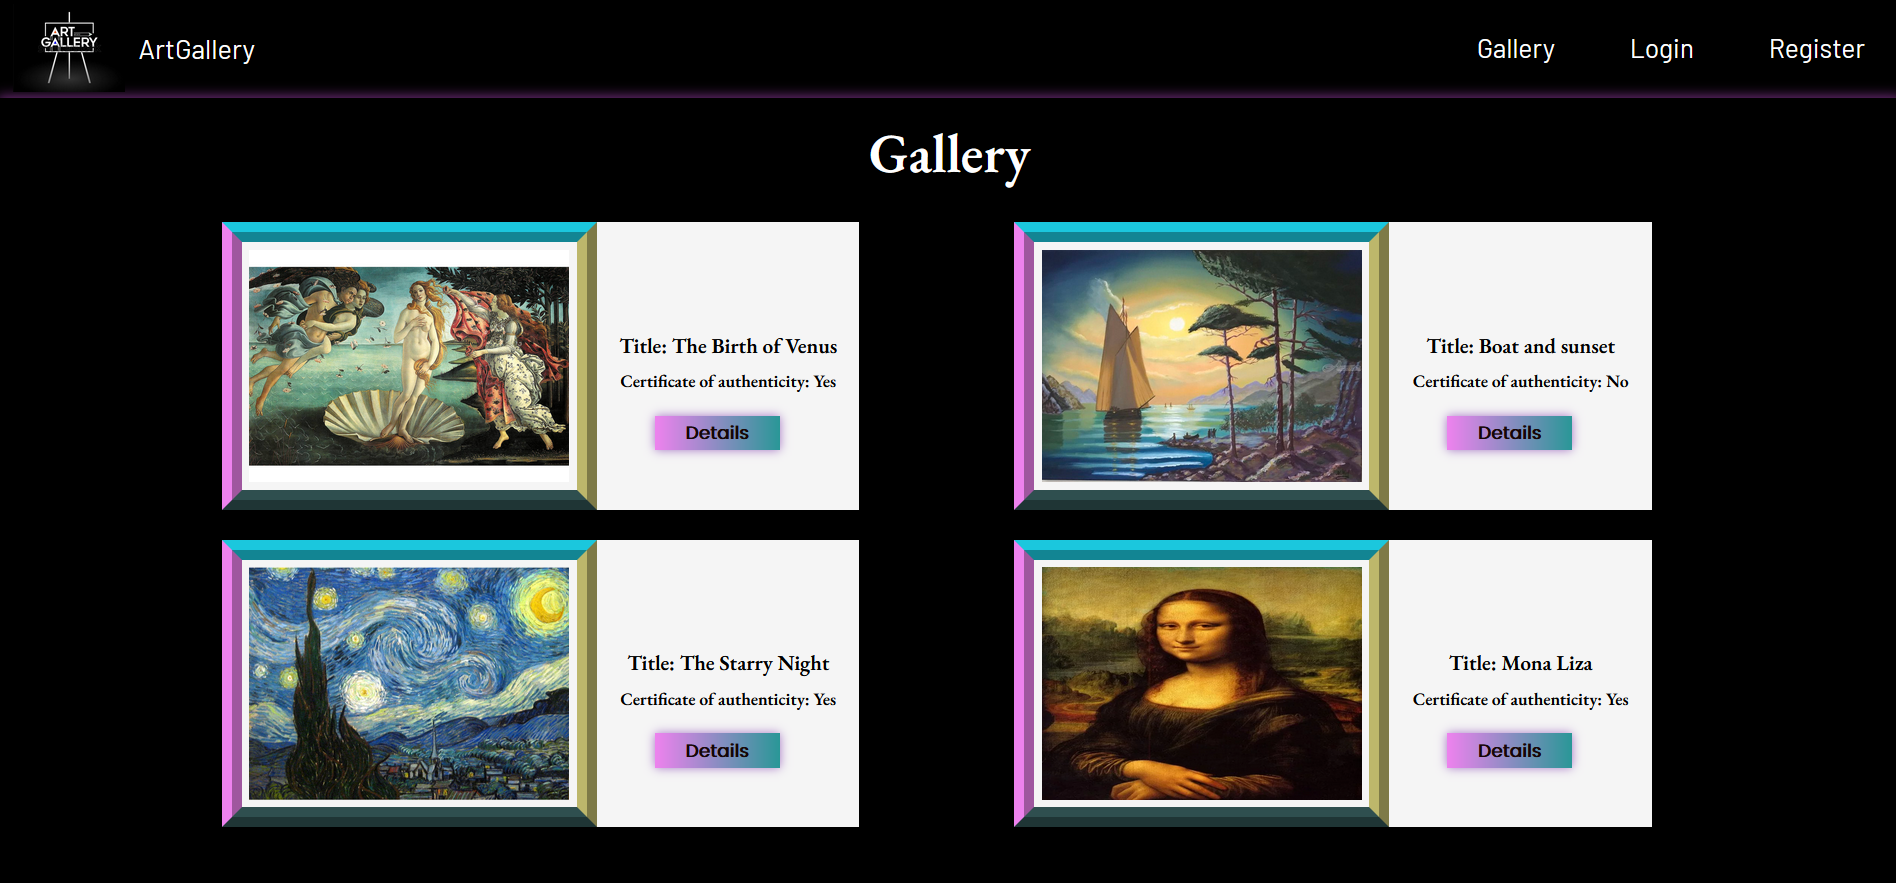 ART
GALLERY
ArtGallery
Gallery
Login
Register
Gallery
Title: The Birth of Venus
Certificate of authenticity: Yes
Details
Title: Boat and sunset
Certificate of authenticity: No
Details
Title: The Starry Night
Certificate of authenticity: Yes
Details
Title: Mona Liza
Certificate of authenticity: Yes
Details